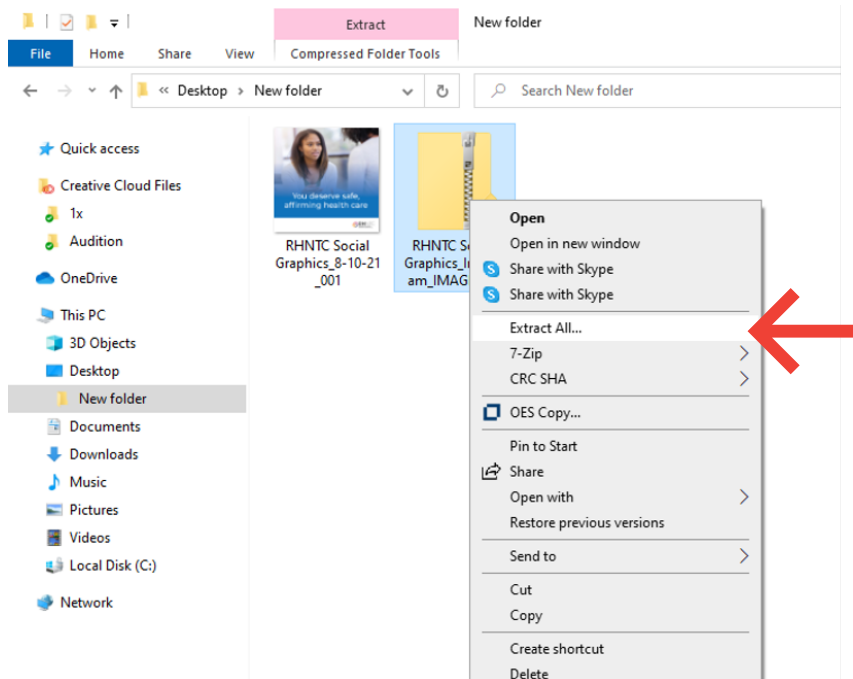 Extract
New folder
File
Home
Share
View
Compressed Folder Tools
«
Desktop
>
New folder
Search New folder
Quick access
Creative Cloud Files
1x
Audition
OneDrive
This PC
3D Objects
Desktop
New folder
Documents
Downloads
Music
Pictures
Videos
Local Disk (C:)
Network
You deserve safe,
affirming health care
RHNTC Social
Graphics_8-10-21
_001
RHNTC S
Graphics_I
am_IMAG
Open
Open in new window
Share with Skype
Share with Skype
Extract All...
7-Zip
CRC SHA
OES Copy...
Pin to Start
Share
Open with
Restore previous versions
Send to
Cut
Copy
Create shortcut
Delete